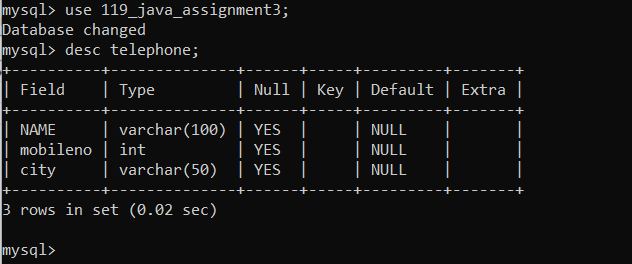 mysql> use 119_java_assignment3;
Database changed
mysql> desc telephone;
+----------+--------------+------+-----+---------+-------+
| Field    | Type         | Null | Key | Default | Extra |
+----------+--------------+------+-----+---------+-------+
| NAME     | varchar(100) | YES  |     | NULL    |       |
| mobileno | int          | YES  |     | NULL    |       |
| city     | varchar(50)  | YES  |     | NULL    |       |
+----------+--------------+------+-----+---------+-------+
3 rows in set (0.02 sec)

mysql>